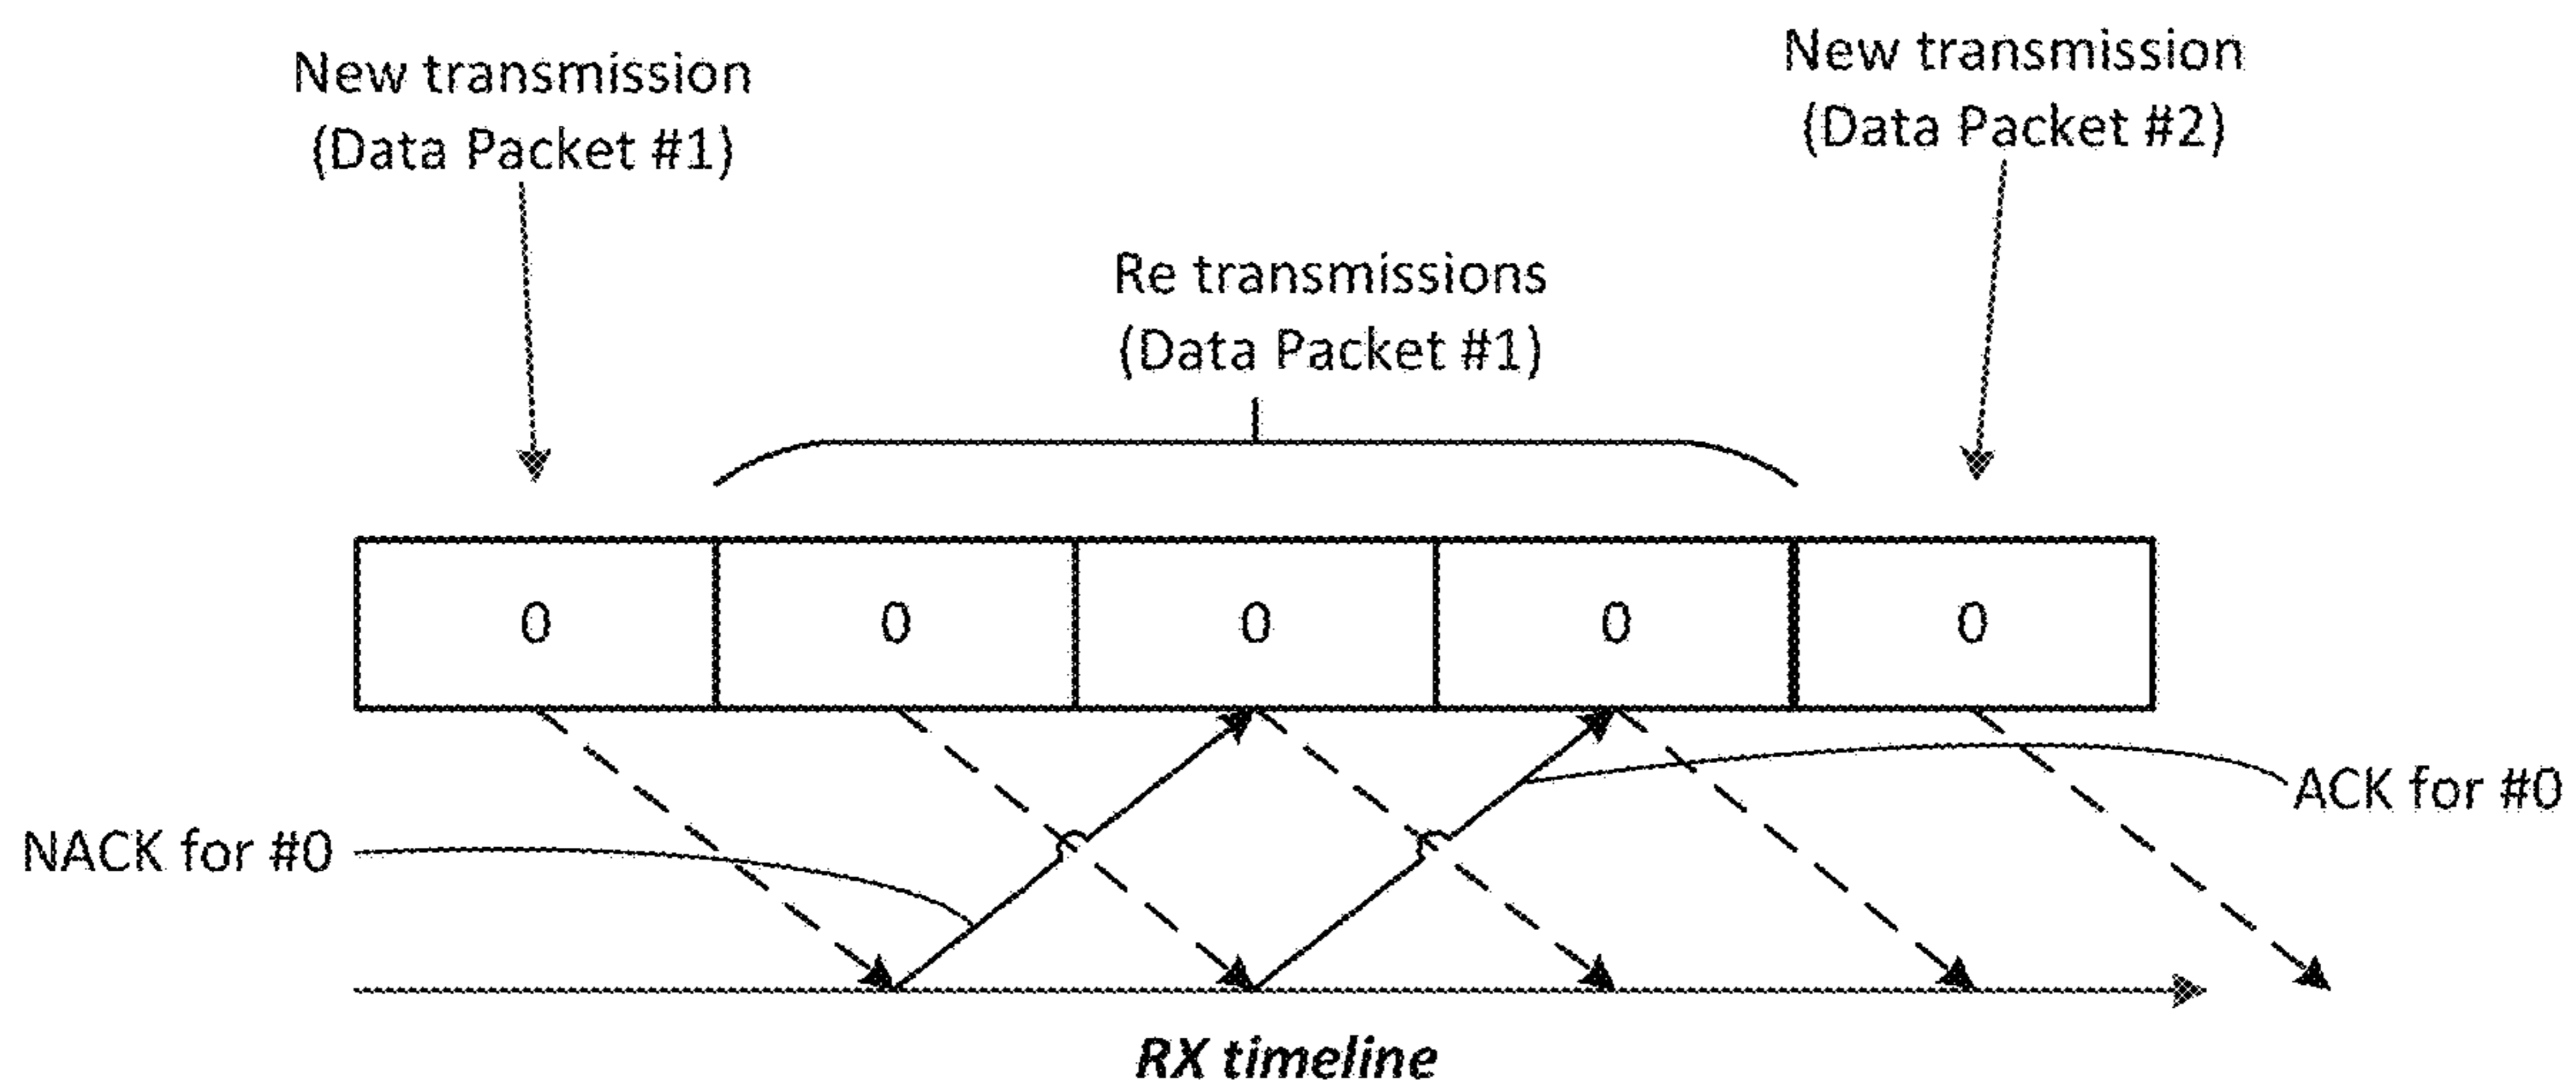 New transmission
(Data Packet #1)
New transmission
(Data Packet #2)
Re transmissions
(Data Packet #1)
0 0 0 0 0
NACK for #0
ACK for #0
RX timeline